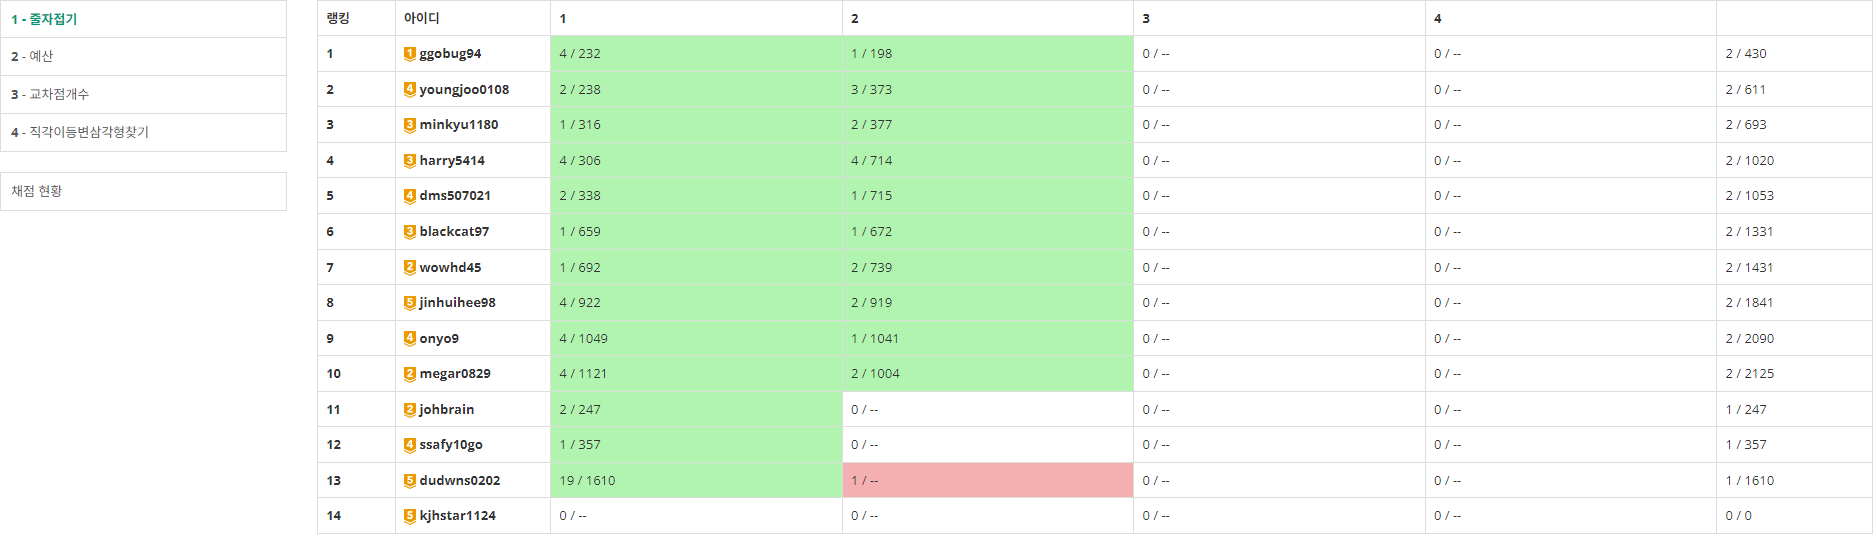 1 - 줄자접기
2 - 예산
3 - 교차점개수
4 - 직각이등변삼각형찾기
채점 현황
랭킹 아이디 1 2 3 4
1 1 ggobug94 4 / 232 1 / 198 0 / -- 0 / -- 2 / 430
2 4 youngjoo0108 2 / 238 3 / 373 0 / -- 0 / -- 2 / 611
3 3 minkyu1180 1 / 316 2 / 377 0 / -- 0 / -- 2 / 693
4 3 harry5414 4 / 306 4 / 714 0 / -- 0 / -- 2 / 1020
5 4 dms507021 2 / 338 1 / 715 0 / -- 0 / -- 2 / 1053
6 3 blackcat97 1 / 659 1 / 672 0 / -- 0 / -- 2 / 1331
7 2 wowhd45 1 / 692 2 / 739 0 / -- 0 / -- 2 / 1431
8 5 jinhuihee98 4 / 922 2 / 919 0 / -- 0 / -- 2 / 1841
9 4 onyo9 4 / 1049 1 / 1041 0 / -- 0 / -- 2 / 2090
10 2 megar0829 4 / 1121 2 / 1004 0 / -- 0 / -- 2 / 2125
11 2 johbrain 2 / 247 0 / -- 0 / -- 0 / -- 1 / 247
12 4 ssafy10go 1 / 357 0 / -- 0 / -- 0 / -- 1 / 357
13 5 dudwns0202 19 / 1610 1 / -- 0 / -- 0 / -- 1 / 1610
14 5 kjhstar1124 0 / -- 0 / -- 0 / -- 0 / -- 0 / 0